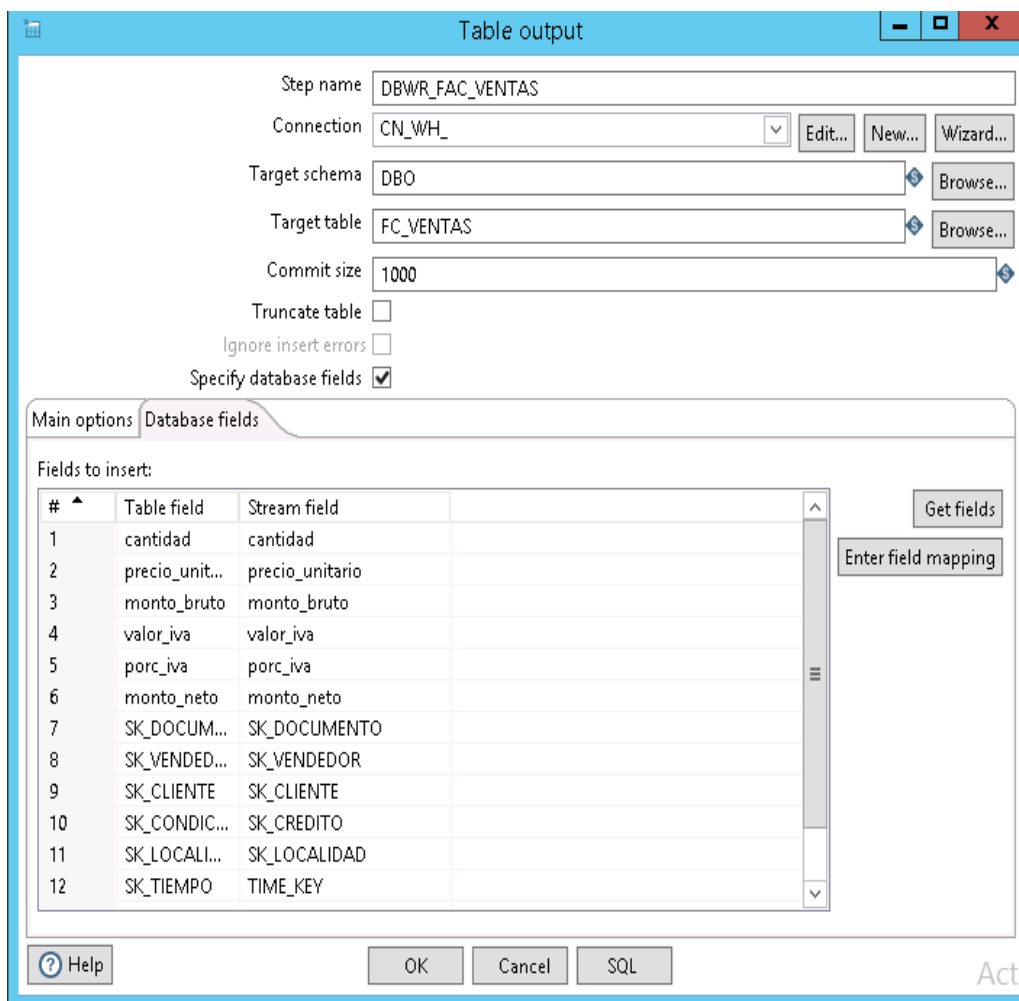 Table output
Step name DBWR_FAC_VENTAS
Connection CN_WH_ Edit... New... Wizard...
Target schema DBO Browse...
Target table FC_VENTAS Browse...
Commit size 1000
Truncate table
Ignore insert errors
Specify database fields
Main options Database fields
Fields to insert:
# Table field Stream field Get fields
1 cantidad cantidad
Enter field mapping
2 precio_unit... precio_unitario
3 monto_bruto monto_bruto
4 valor_iva valor_iva
5 porc_iva porc_iva
6 monto_neto monto_neto
7 SK_DOCUM... SK_DOCUMENTO
8 SK_VENDED... SK_VENDEDOR
9 SK_CLIENTE SK_CLIENTE
10 SK_CONDIC... SK_CREDITO
11 SK_LOCALI... SK_LOCALIDAD
12 SK_TIEMPO TIME_KEY
Help OK Cancel SQL
Act